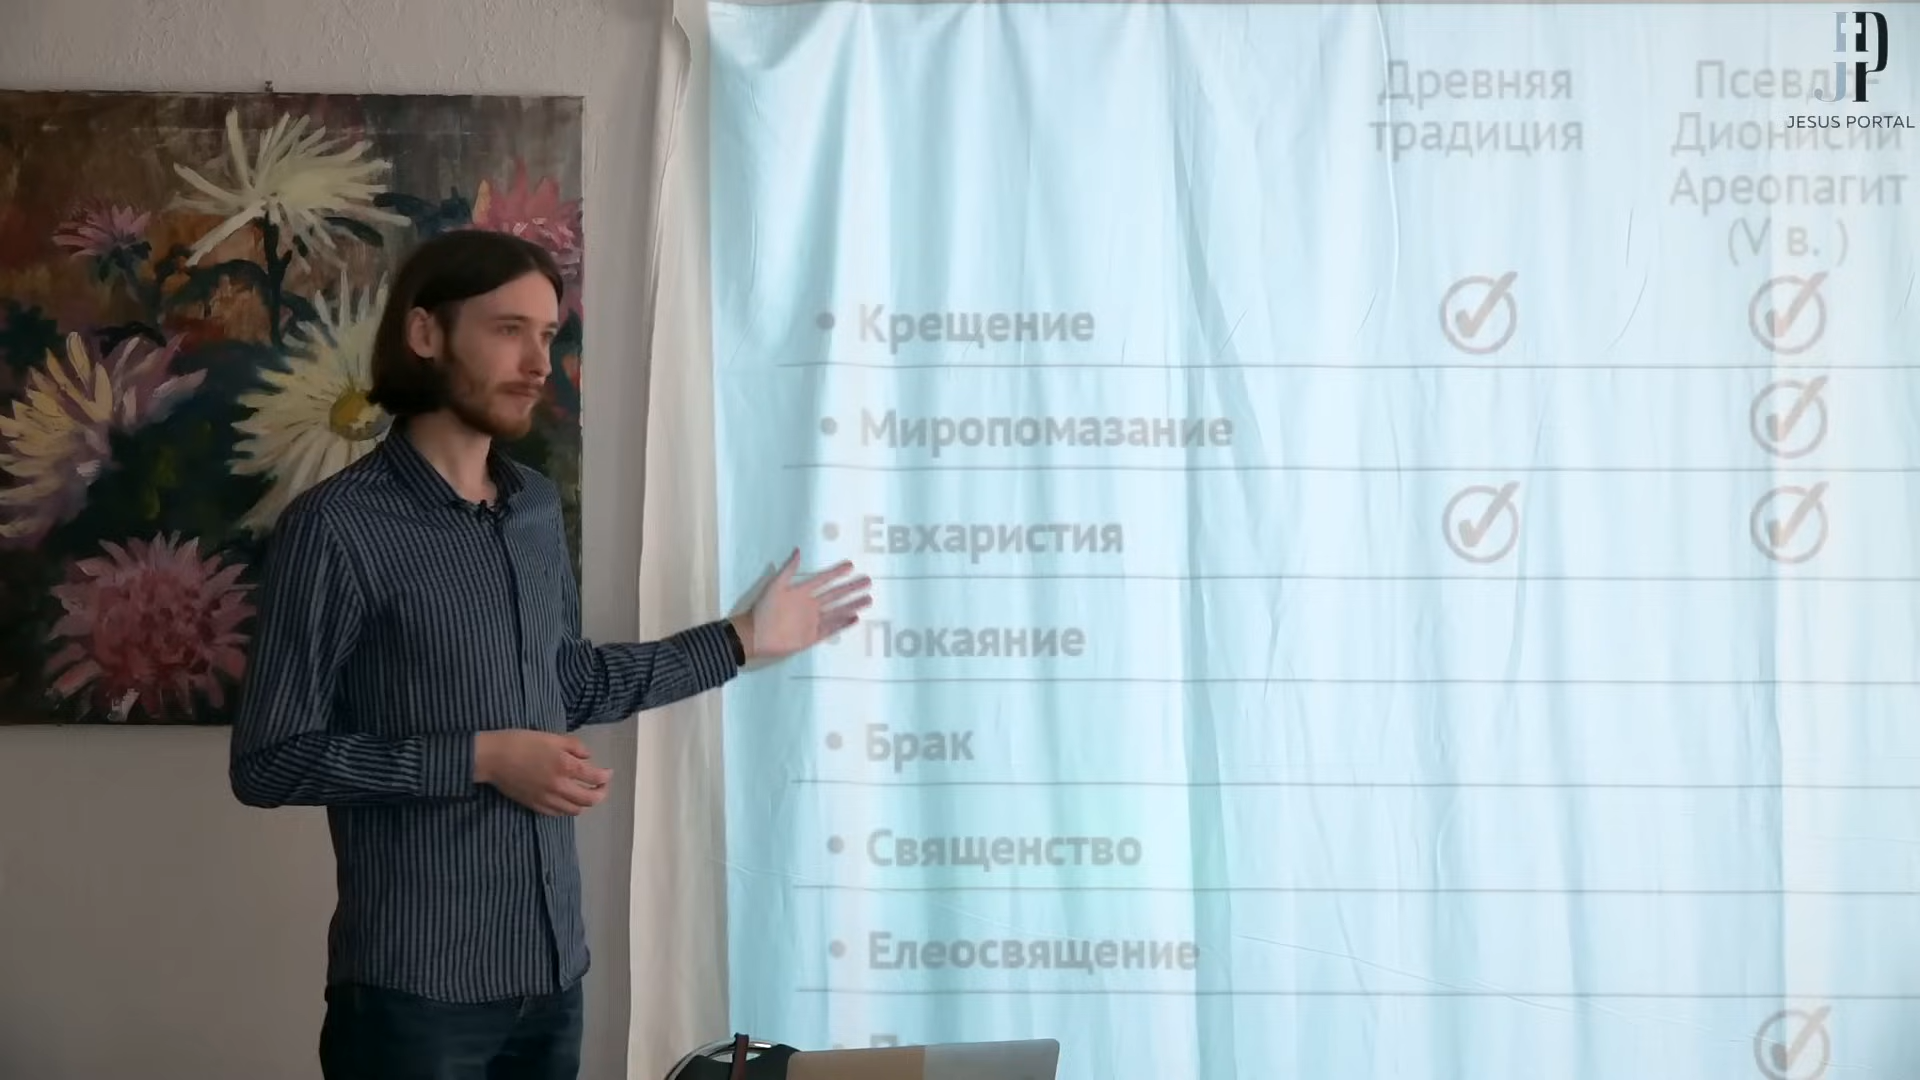 JESUS PORTAL
Древняя
традиция
Псевдо-
Дионисий
Ареопагит
(V в. )
• Крещение
• Миропомазание
• Евхаристия
Покаяние
• Брак
• Священство
• Елеосвящение